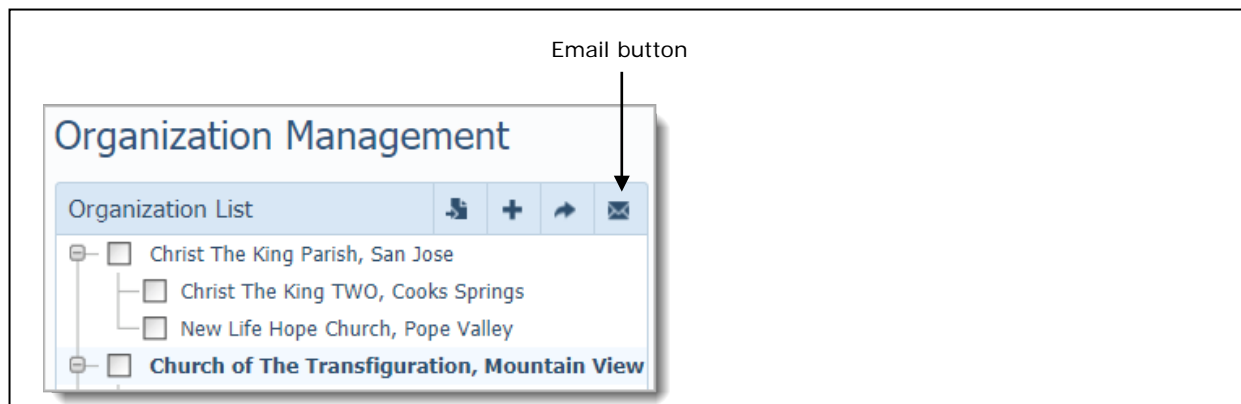 Email button
Organization Management
Organization List
Christ The King Parish, San Jose
Christ The King TWO, Cooks Springs
New Life Hope Church, Pope Valley
Church of The Transfiguration, Mountain View